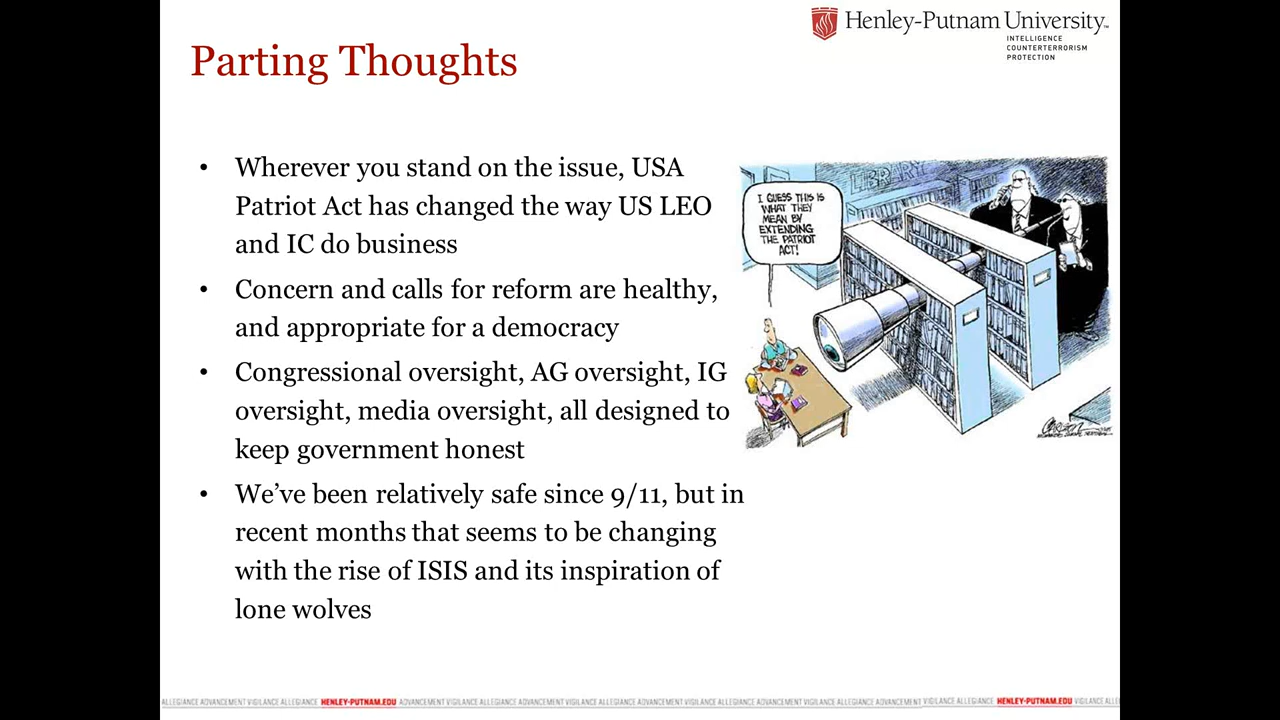 Henley-Putnam University™
INTELLIGENCE
COUNTERTERRORISM
PROTECTION
Parting Thoughts
• Wherever you stand on the issue, USA
Patriot Act has changed the way US LEO
and IC do business
• Concern and calls for reform are healthy,
and appropriate for a democracy
• Congressional oversight, AG oversight, IG
oversight, media oversight, all designed to
keep government honest
• We’ve been relatively safe since 9/11, but in
recent months that seems to be changing
with the rise of ISIS and its inspiration of
lone wolves
LIBRARY
I GUESS THIS IS
WHAT THEY
MEAN BY
EXTENDING
THE PATRIOT
ACT!
CARLSON
ALLEGIANCE ADVANCEMENT VIGILANCE ALLEGIANCE HENLEY-PUTNAM.EDU ADVANCEMENT VIGILANCE ALLEGIANCE ADVANCEMENT VIGILANCE ALLEGIANCE ADVANCEMENT VIGILANCE ALLEGIANCE ADVANCEMENT VIGILANCE ALLEGIANCE HENLEY-PUTNAM.EDU VIGILANCE ALLE